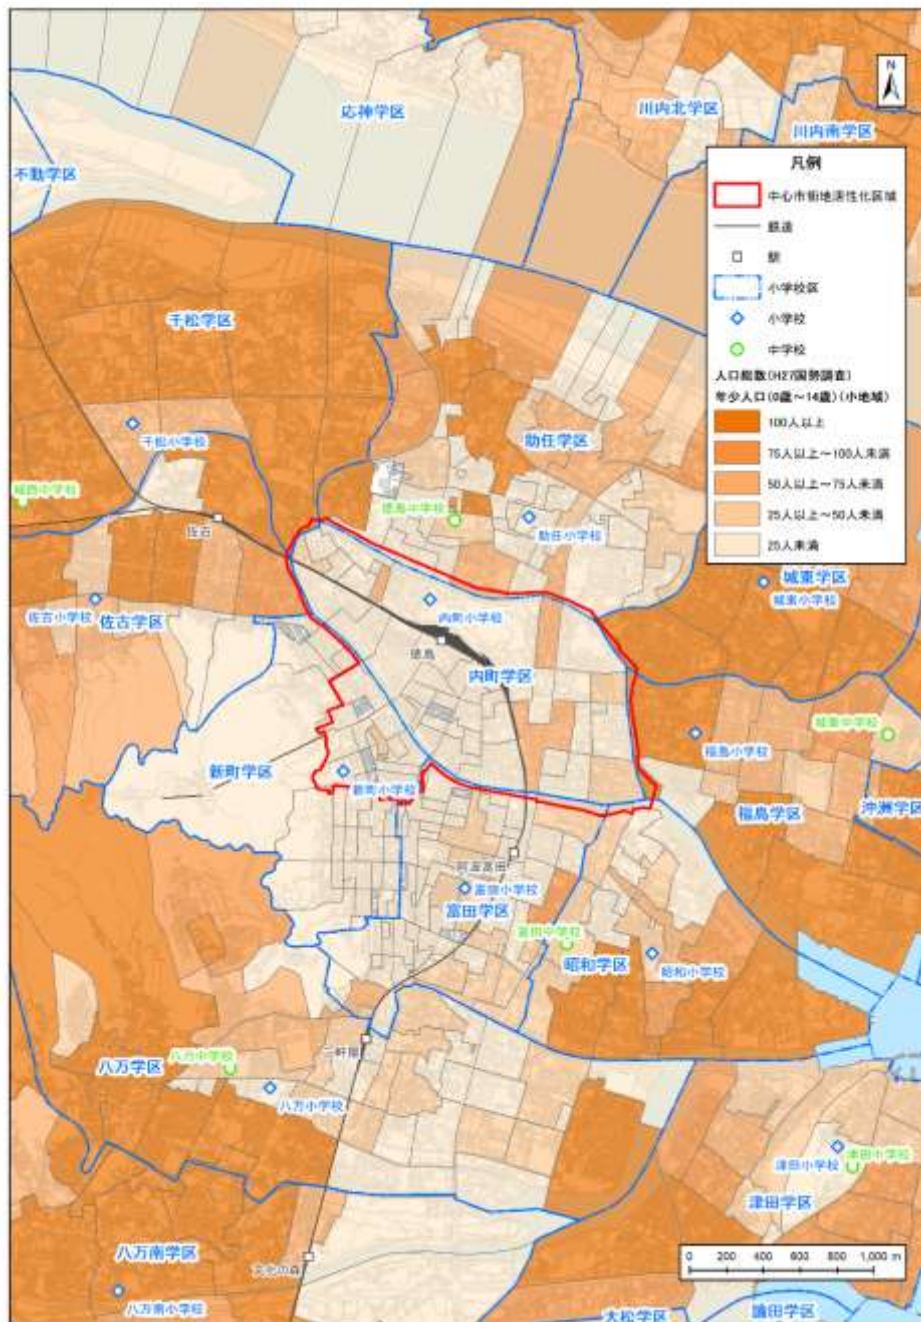 応神学区
川内北学区
川内南学区
不動学区
N
凡例
中心市街地活性化区域
鉄道
駅
小学校区
小学校
中学校
人口総数(H27国勢調査)
年少人口(0歳～14歳)(小地域)
100人以上
75人以上～100人未満
50人以上～75人未満
25人以上～50人未満
25人未満
千松学区
千松小学校
助任学区
城西中学校
徳島中学校
助任小学校
佐古
城東学区
城東小学校
佐古小学校
佐古学区
内町小学校
徳島
内町学区
新町学区
新町小学校
福島小学校
城東中学校
福島学区
沖洲学区
阿波富田
富田小学校
富田学区
富田中学校
昭和学区
昭和小学校
二軒屋
八万学区
八万中学校
八万小学校
津田小学校
津田中学校
津田学区
八万南学区
文化の森
八万南小学校
0 200 400 600 800 1,000 m
大松学区
論田学区